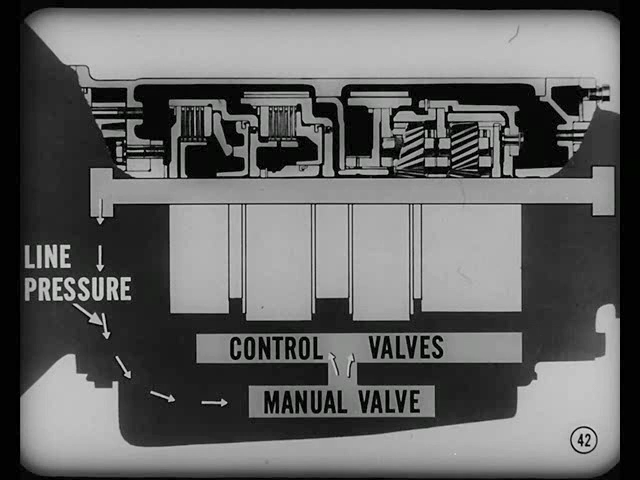 LINE
PRESSURE
CONTROL VALVES
MANUAL VALVE
42